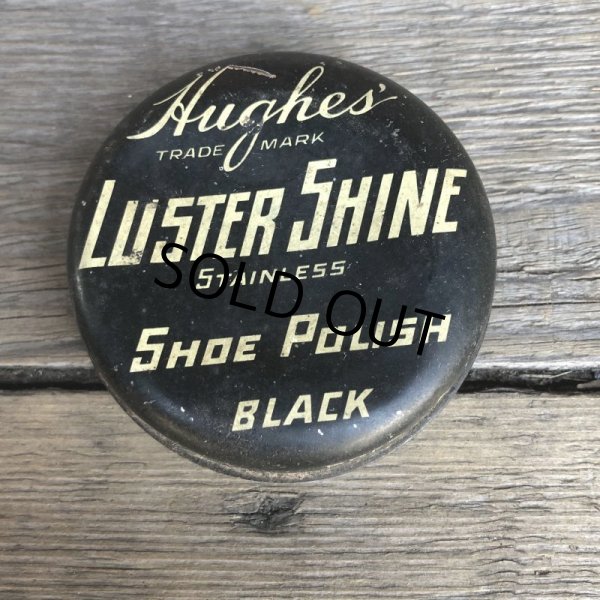 Hughes'
TRADE MARK
LUSTER SHINE
STAINLESS
SOLD OUT
SHOE POLISH
BLACK